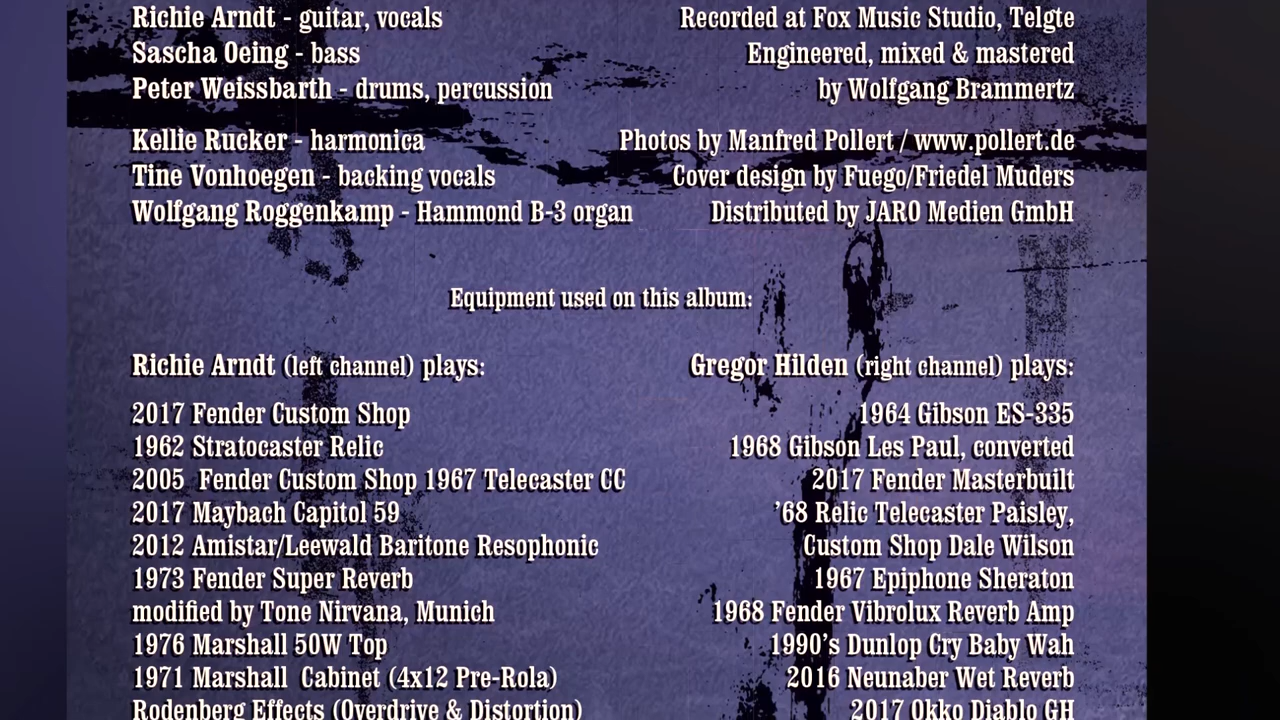 Richie Arndt - guitar, vocals
Sascha Oeing - bass
Peter Weissbarth - drums, percussion
Kellie Rucker - harmonica
Tine Vonhoegen - backing vocals
Wolfgang Roggenkamp - Hammond B-3 organ
Recorded at Fox Music Studio, Telgte
Engineered, mixed & mastered
by Wolfgang Brammertz
Photos by Manfred Pollert / www.pollert.de
Cover design by Fuego/Friedel Muders
Distributed by JARO Medien GmbH
Equipment used on this album:
Richie Arndt (left channel) plays:
2017 Fender Custom Shop
1962 Stratocaster Relic
2005 Fender Custom Shop 1967 Telecaster CC
2017 Maybach Capitol 59
2012 Amistar/Leewald Baritone Resophonic
1973 Fender Super Reverb
modified by Tone Nirvana, Munich
1976 Marshall 50W Top
1971 Marshall Cabinet (4x12 Pre-Rola)
Rodenberg Effects (Overdrive & Distortion)
Gregor Hilden (right channel) plays:
1964 Gibson ES-335
1968 Gibson Les Paul, converted
2017 Fender Masterbuilt
’68 Relic Telecaster Paisley,
Custom Shop Dale Wilson
1967 Epiphone Sheraton
1968 Fender Vibrolux Reverb Amp
1990’s Dunlop Cry Baby Wah
2016 Neunaber Wet Reverb
2017 Okko Diablo GH